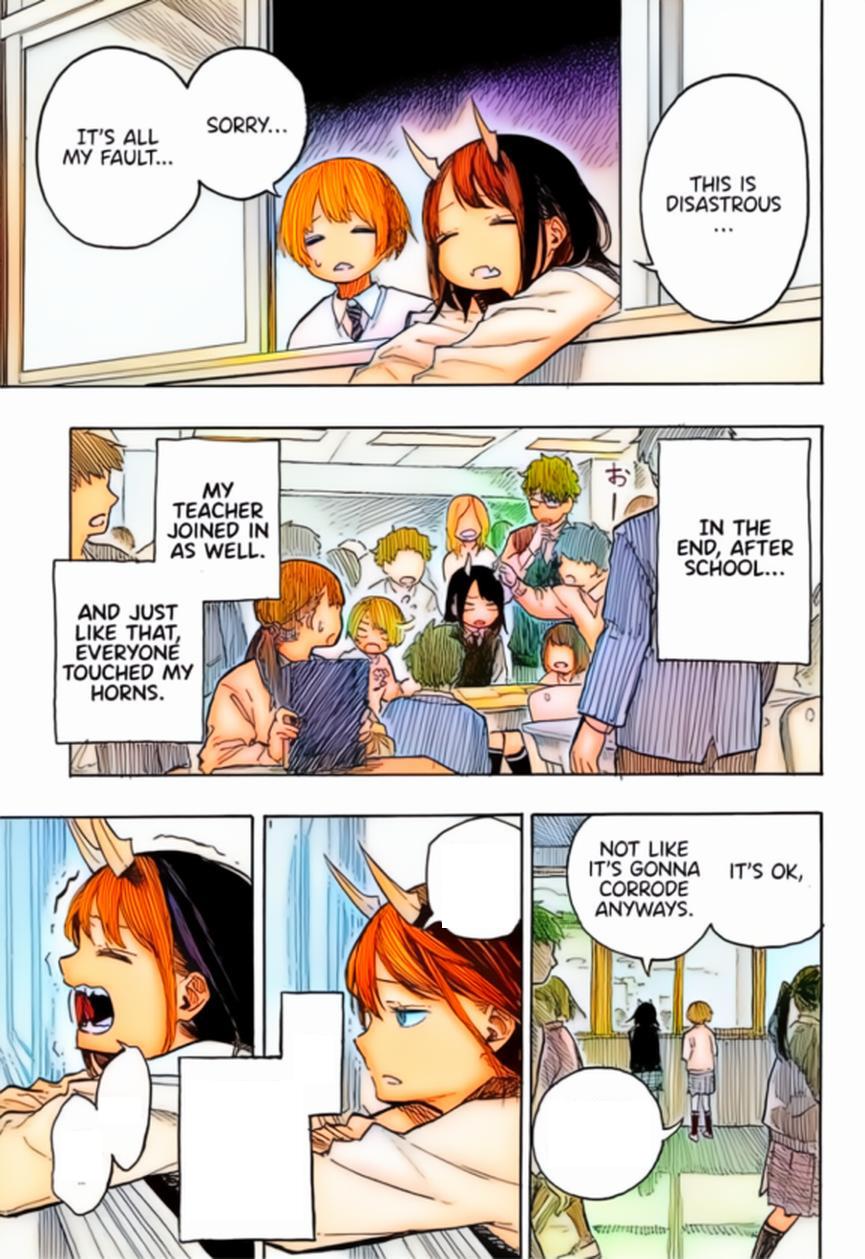 THIS IS
DISASTROUS
...
SORRY...
IT'S ALL
MY FAULT...
IN THE
END, AFTER
SCHOOL...
お
MY
TEACHER
JOINED IN
AS WELL.
AND JUST
LIKE THAT,
EVERYONE
TOUCHED MY
HORNS.
IT'S OK,
NOT LIKE
IT'S GONNA
CORRODE
ANYWAYS.
...